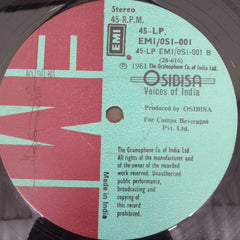 Stereo
45-R.P.M.
EMI
45-LP.
EMI/OSI-001
45-LP EMI/OSI-001 B
(28-616)
Ⓟ 1981 The Gramophone Co. of India Ltd.
OSIBISA
Voices of India
Produced by OSIBISA
For Campa Beverages
Pvt. Ltd.
The Gramophone Co. of India Ltd.
All rights of the manufacturer and
of the owner of the recorded
work reserved. Unauthorised
public performance,
broadcasting and
copying of
this record
prohibited.
Made in India
EMI